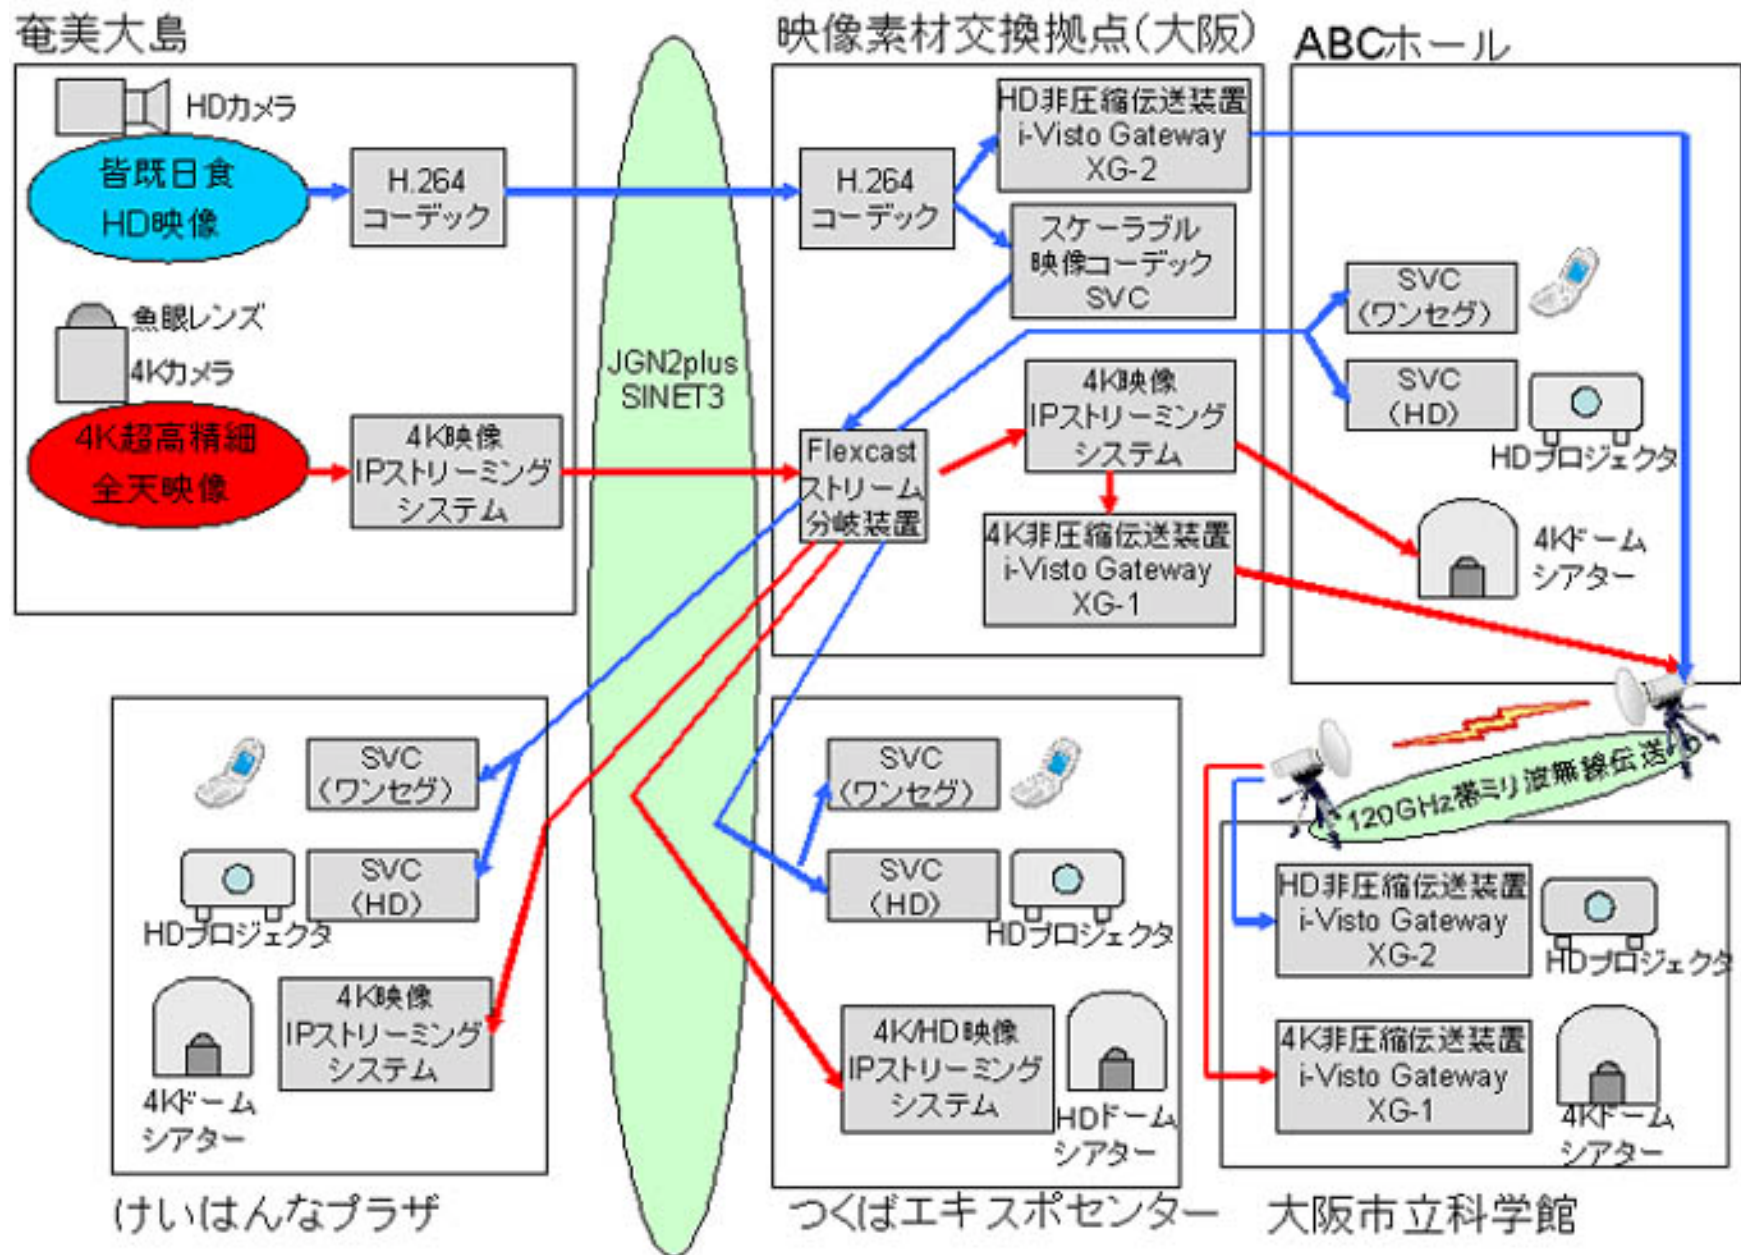 奄美大島
HDカメラ
皆既日食
HD映像
H.264
コーデック
魚眼レンズ
4Kカメラ
4K超高精細
全天映像
4K映像
IPストリーミング
システム
JGN2plus
SINET3
映像素材交換拠点(大阪)
H.264
コーデック
HD非圧縮伝送装置
i-Visto Gateway
XG-2
スケーラブル
映像コーデック
SVC
4K映像
IPストリーミング
システム
Flexcast
ストリーム
分岐装置
4K非圧縮伝送装置
i-Visto Gateway
XG-1
ABCホール
SVC
(ワンセグ)
SVC
(HD)
HDプロジェクタ
4Kドーム
シアター
120GHz帯ミリ波無線伝送
SVC
(ワンセグ)
SVC
(HD)
HDプロジェクタ
4K映像
IPストリーミング
システム
4Kドーム
シアター
けいはんなプラザ
SVC
(ワンセグ)
SVC
(HD)
HDプロジェクタ
4K/HD映像
IPストリーミング
システム
HDドーム
シアター
つくばエキスポセンター
HD非圧縮伝送装置
i-Visto Gateway
XG-2
HDプロジェクタ
4K非圧縮伝送装置
i-Visto Gateway
XG-1
4Kドーム
シアター
大阪市立科学館